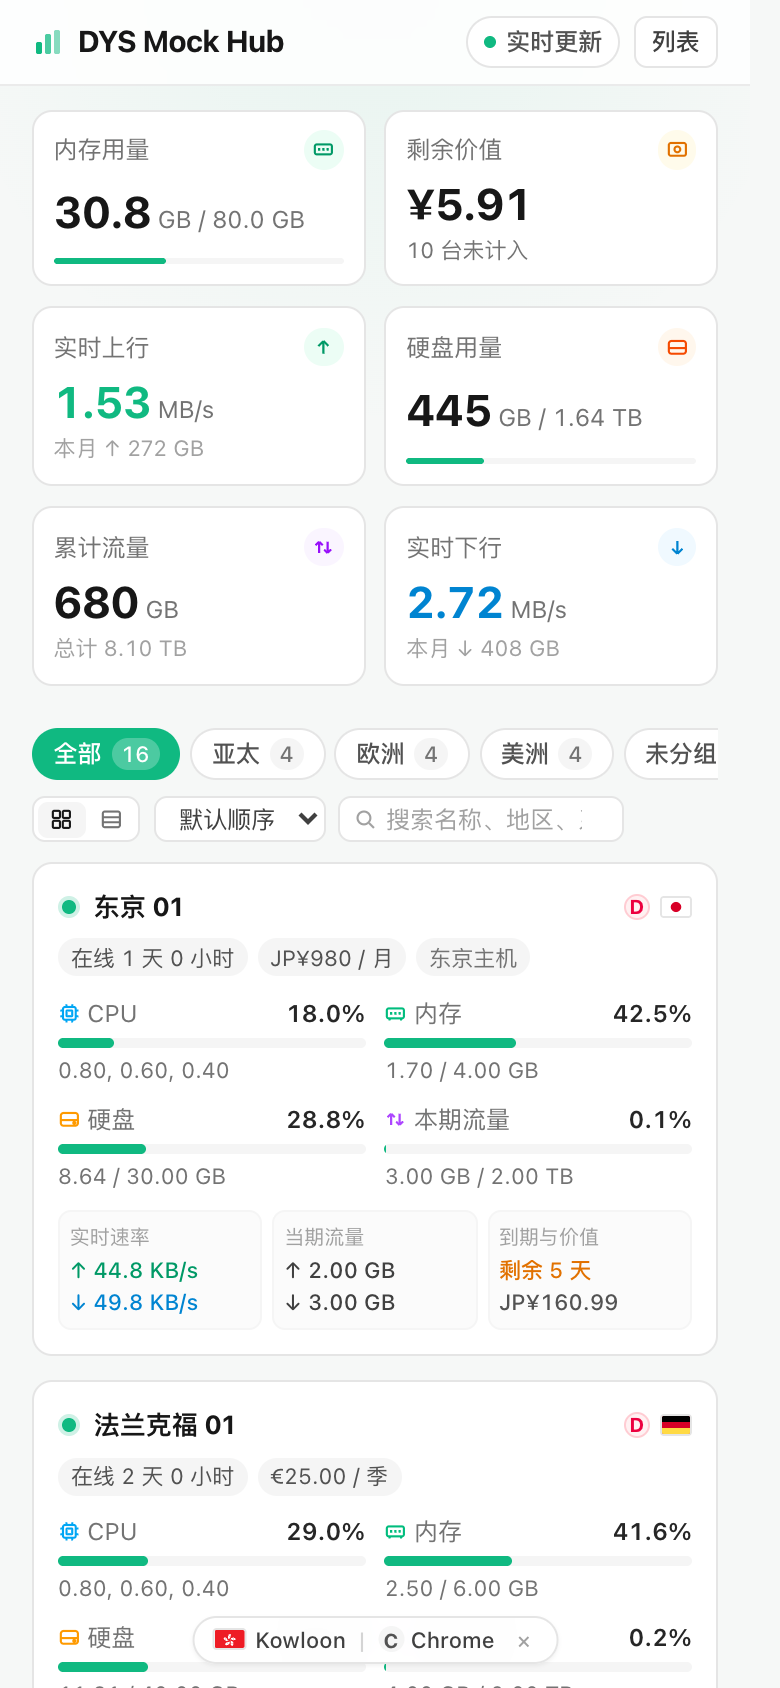 DYS Mock Hub
实时更新
列表
内存用量
30.8 GB / 80.0 GB
剩余价值
¥5.91
10 台未计入
实时上行
1.53 MB/s
本月 ↑ 272 GB
硬盘用量
445 GB / 1.64 TB
累计流量
680 GB
总计 8.10 TB
实时下行
2.72 MB/s
本月 ↓ 408 GB
全部 16
亚太 4
欧洲 4
美洲 4
未分组
默认顺序
搜索名称、地区、
东京 01
D
在线 1 天 0 小时
JP¥980 / 月
东京主机
CPU 18.0%
0.80, 0.60, 0.40
内存 42.5%
1.70 / 4.00 GB
硬盘 28.8%
8.64 / 30.00 GB
本期流量 0.1%
3.00 GB / 2.00 TB
实时速率
↑ 44.8 KB/s
↓ 49.8 KB/s
当期流量
↑ 2.00 GB
↓ 3.00 GB
到期与价值
剩余 5 天
JP¥160.99
法兰克福 01
D
在线 2 天 0 小时
€25.00 / 季
CPU 29.0%
0.80, 0.60, 0.40
内存 41.6%
2.50 / 6.00 GB
硬盘
0.2%
Kowloon | C Chrome ×